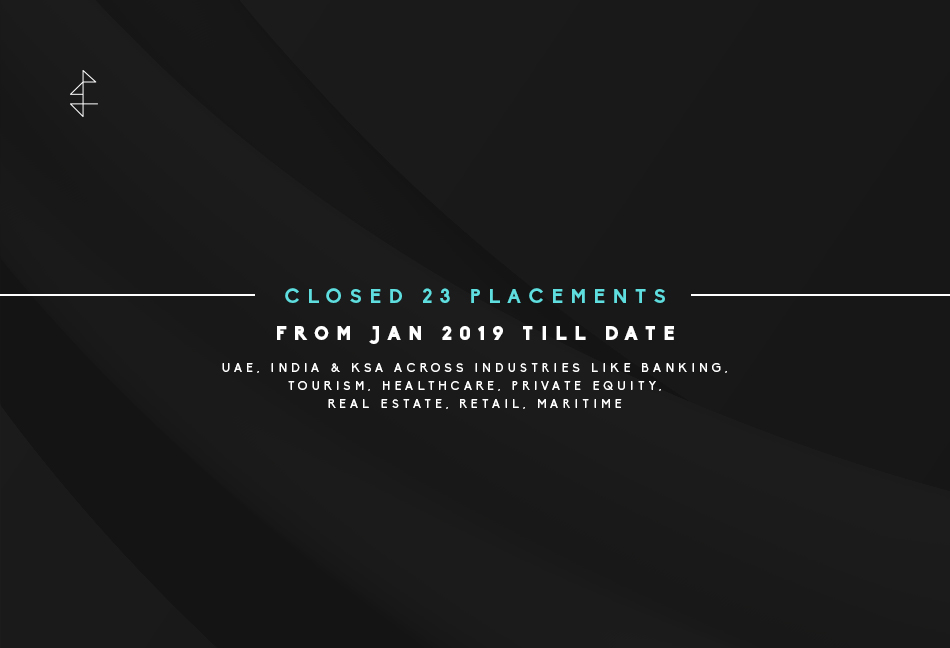 CLOSED 23 PLACEMENTS
FROM JAN 2019 TILL DATE
UAE, INDIA & KSA ACROSS INDUSTRIES LIKE BANKING,
TOURISM, HEALTHCARE, PRIVATE EQUITY,
REAL ESTATE, RETAIL, MARITIME